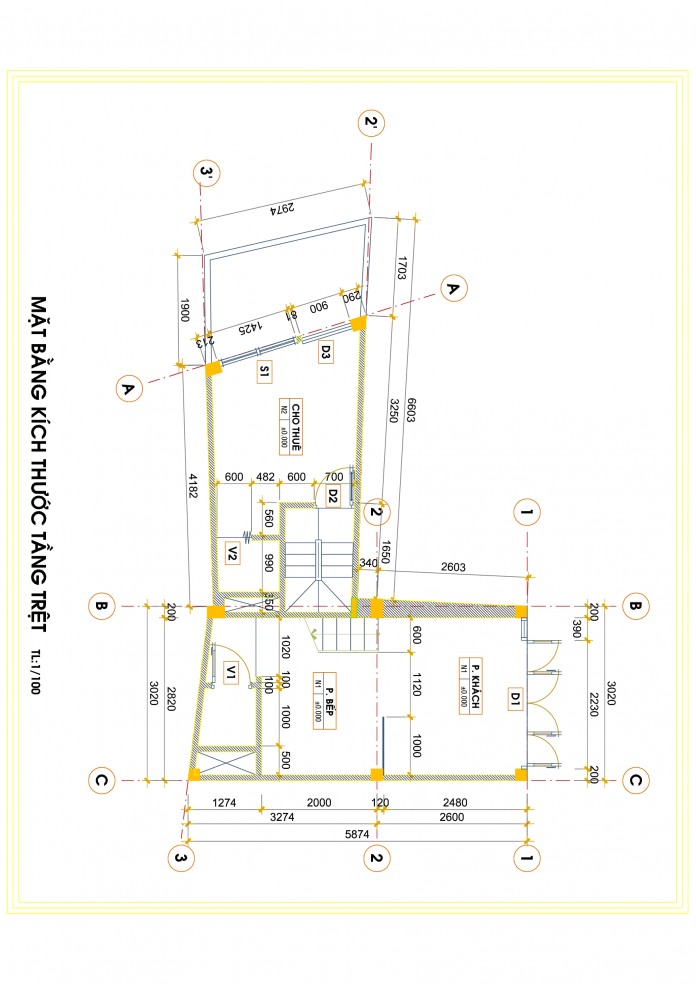 2'
3'
2974
1703
A
290
900
81
1425
213
1900
D3
S1
A
6603
3250
CHO THUÊ
N2
±0.000
4182
600
482
600
700
D2
560
2
1
V2
990
340
1650
2603
350
B
200
200
390
B
1020
600
V1
100
100
P. BẾP
N1
±0.000
1120
P. KHÁCH
N1
±0.000
D1
2230
3020
3020
2820
1000
1000
500
200
C
C
1274
2000
120
2480
3274
2600
5874
3
2
1
MẶT BẰNG KÍCH THƯỚC TẦNG TRỆT TL:1/100